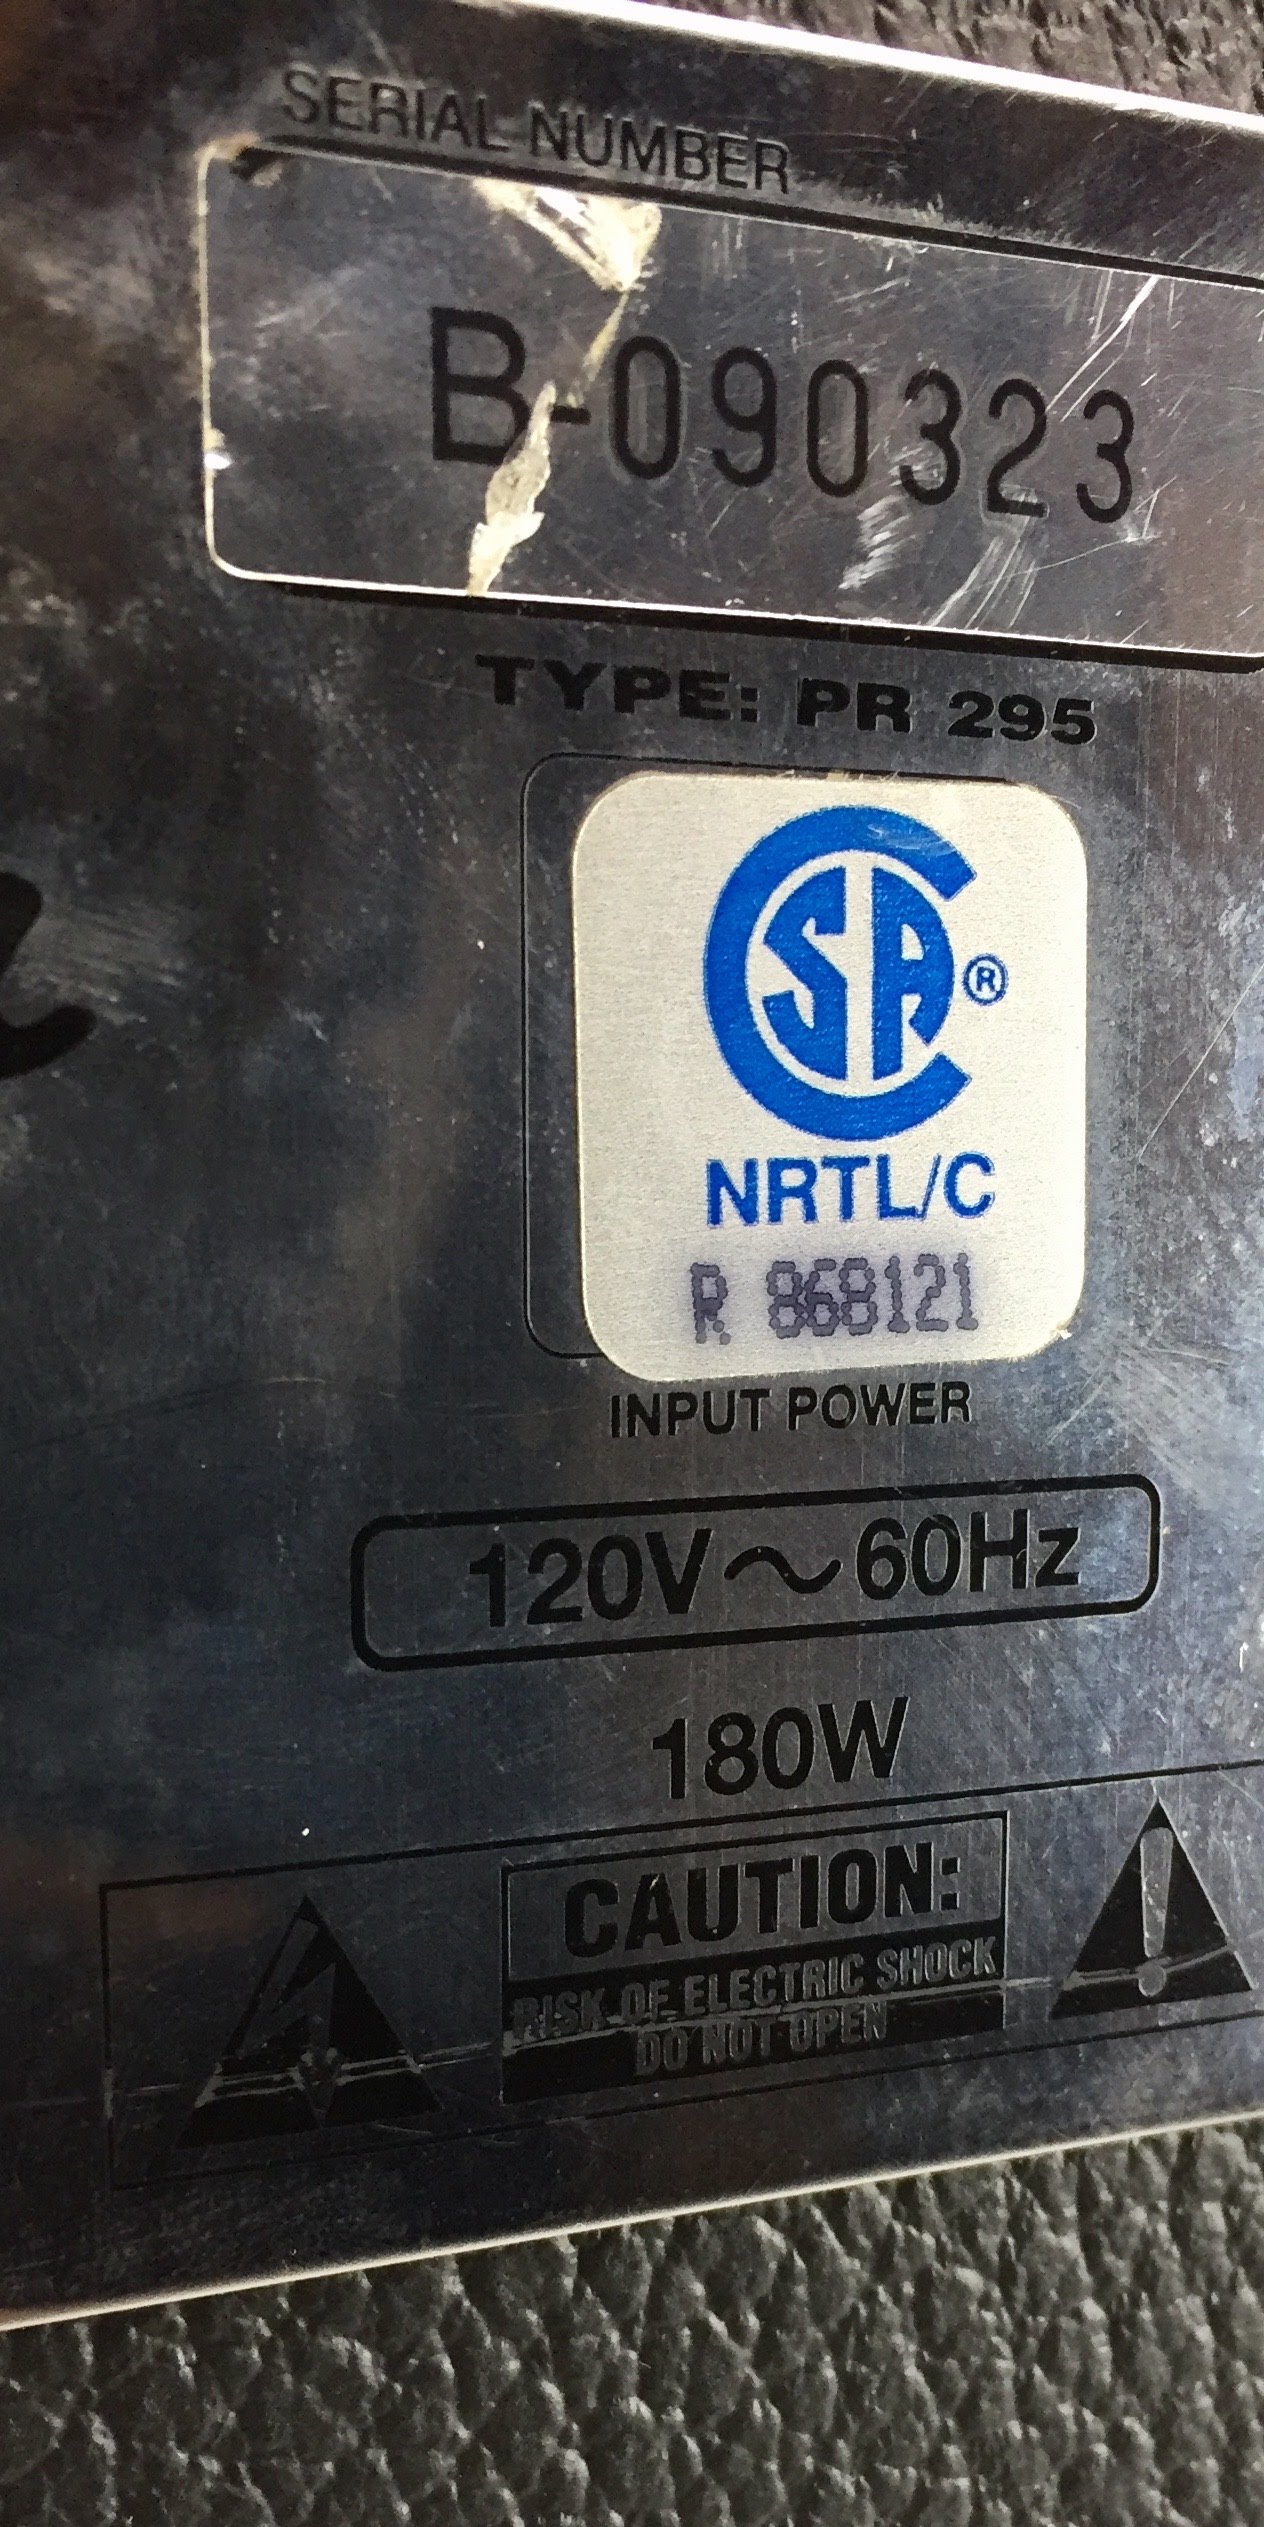 SERIAL NUMBER
B-090323
TYPE: PR 295
CSA®
NRTL/C
R 868121
INPUT POWER
120V~60Hz
180W
CAUTION:
RISK OF ELECTRIC SHOCK
DO NOT OPEN